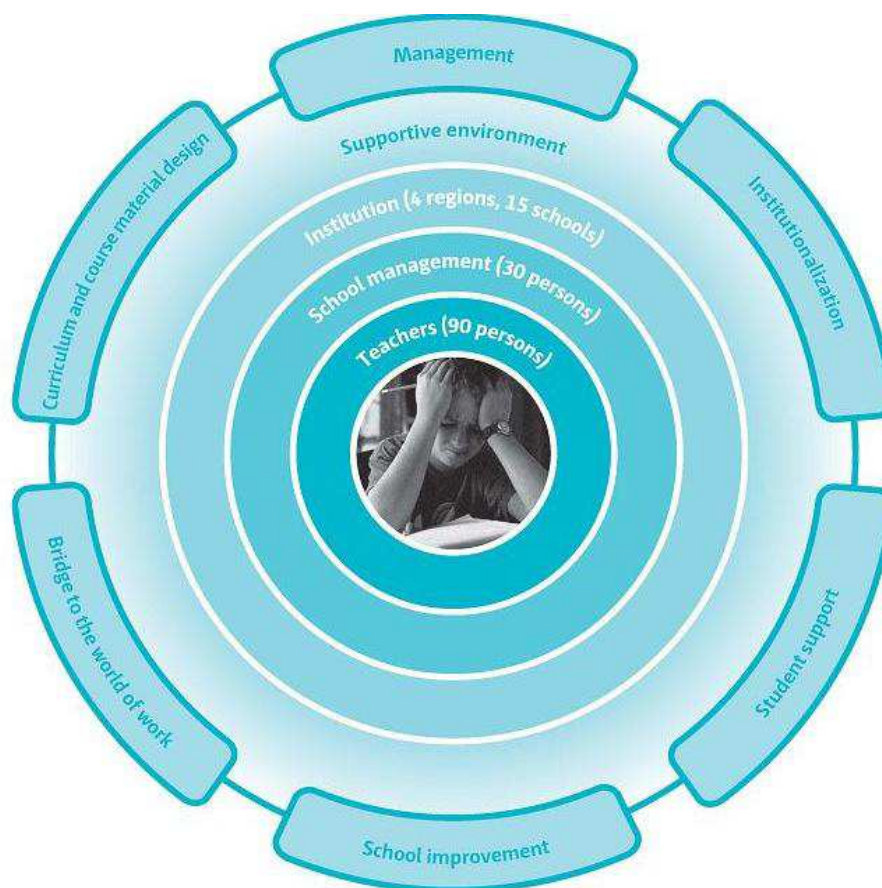 Management
Supportive environment
Institution (4 regions, 15 schools)
School management (30 persons)
Teachers (90 persons)
Curriculum and course material design
Institutionalization
Bridge to the world of work
Student support
School improvement